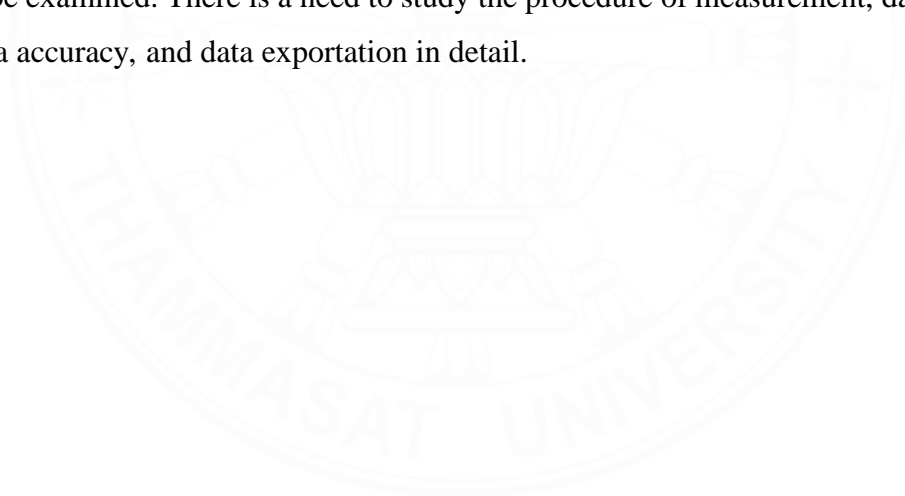 be examined. There is a need to study the procedure of measurement, da
a accuracy, and data exportation in detail.
THAMMASAT UNIVERSITY